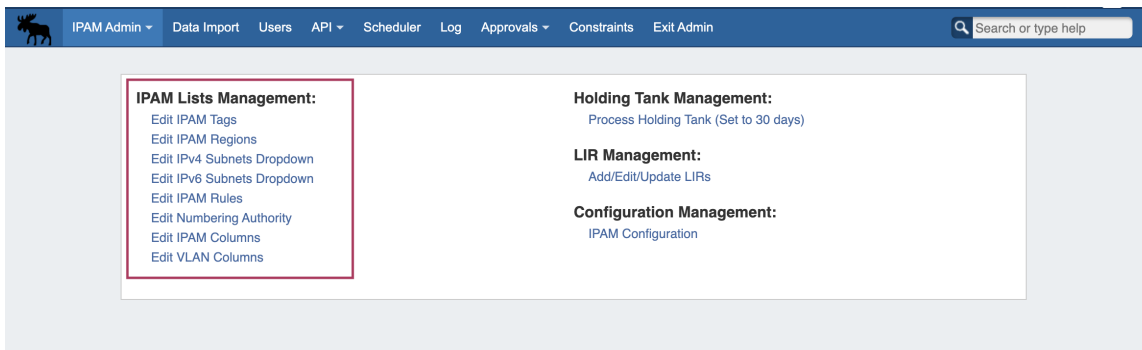 IPAM Admin Data Import Users API Scheduler Log Approvals Constraints Exit Admin Search or type help
IPAM Lists Management:
Edit IPAM Tags
Edit IPAM Regions
Edit IPv4 Subnets Dropdown
Edit IPv6 Subnets Dropdown
Edit IPAM Rules
Edit Numbering Authority
Edit IPAM Columns
Edit VLAN Columns
Holding Tank Management:
Process Holding Tank (Set to 30 days)
LIR Management:
Add/Edit/Update LIRs
Configuration Management:
IPAM Configuration